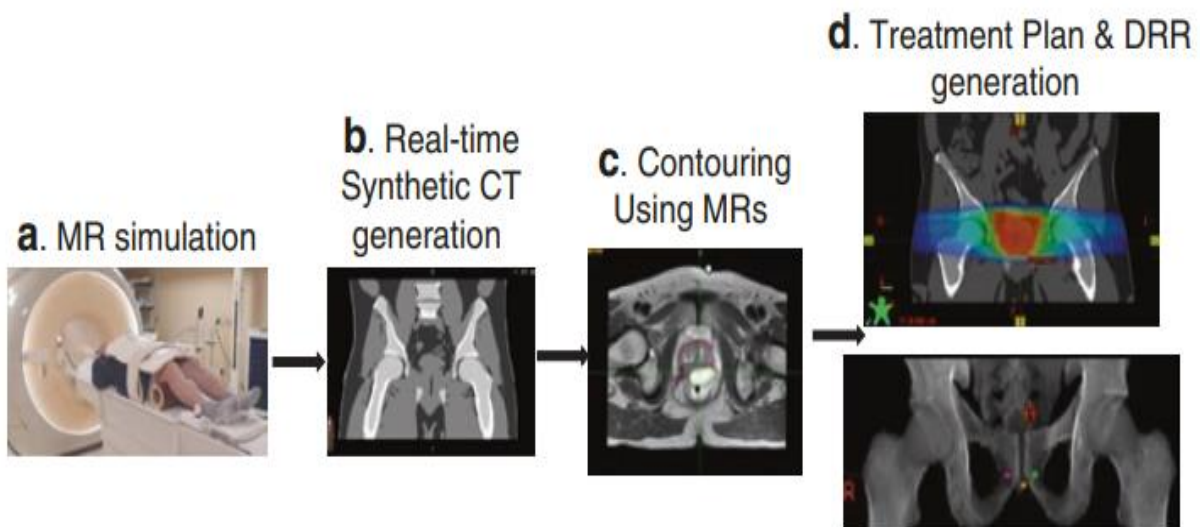 a. MR simulation
b. Real-time
Synthetic CT
generation
c. Contouring
Using MRs
d. Treatment Plan & DRR
generation
R